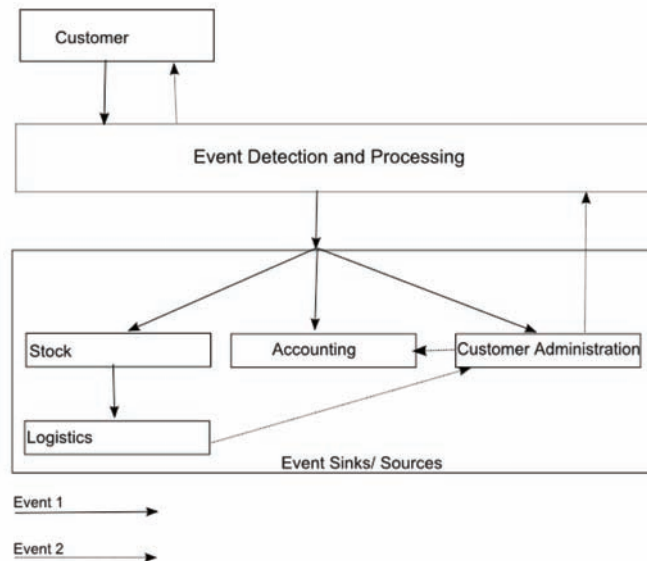 Customer
Event Detection and Processing
Stock
Accounting
Customer Administration
Logistics
Event Sinks/ Sources
Event 1
Event 2